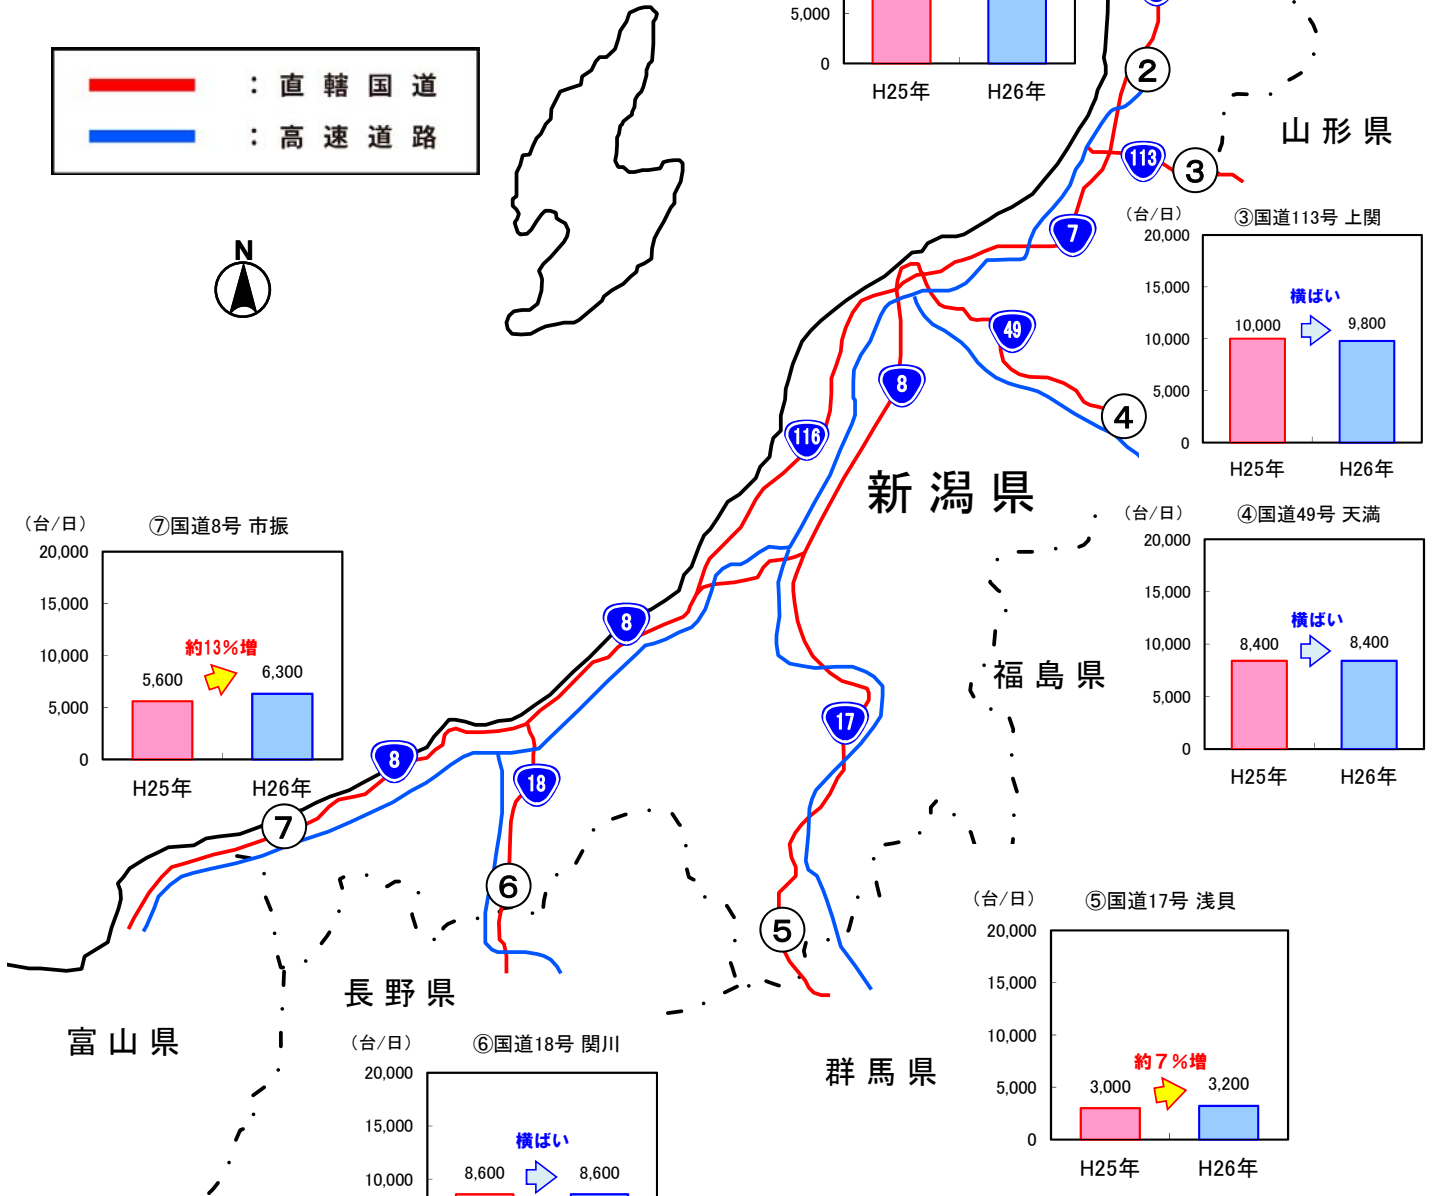 5,000
0
H25年 H26年
：直轄国道
：高速道路
N
②
山形県
113
③
7
（台/日） ③国道113号 上関
20,000
15,000
横ばい
10,000 9,800
10,000
5,000
0
H25年 H26年
49
8
④
116
新潟県
（台/日） ④国道49号 天満
20,000
15,000
横ばい
10,000
8,400 8,400
5,000
0
H25年 H26年
（台/日） ⑦国道8号 市振
20,000
15,000
約13%増
10,000
5,600 6,300
5,000
0
H25年 H26年
8
福島県
17
8
18
⑦
⑥
⑤
（台/日） ⑤国道17号 浅貝
20,000
15,000
10,000
約７%増
5,000
3,000 3,200
0
H25年 H26年
長野県
富山県
群馬県
（台/日） ⑥国道18号 関川
20,000
15,000
横ばい
10,000
8,600 8,600